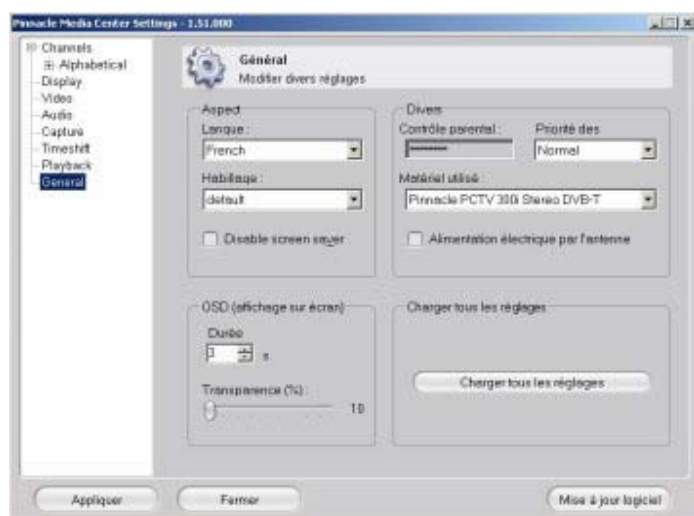 Pinnacle Media Center Settings - 1.51.000
Channels
Alphabetical
Display
Video
Audio
Capture
Timeshift
Playback
General
Général
Modifier divers réglages
Aspect
Langue :
French
Habillage :
default
Disable screen saver
Divers
Contrôle parental :
Priorité des
Normal
Matériel utilisé :
Pinnacle PCTV 300i Stereo DVB-T
Alimentation électrique par l'antenne
OSD (affichage sur écran)
Durée
3 s
Transparence (%) :
10
Charger tous les réglages
Charger tous les réglages
Appliquer
Fermer
Mise à jour logiciel